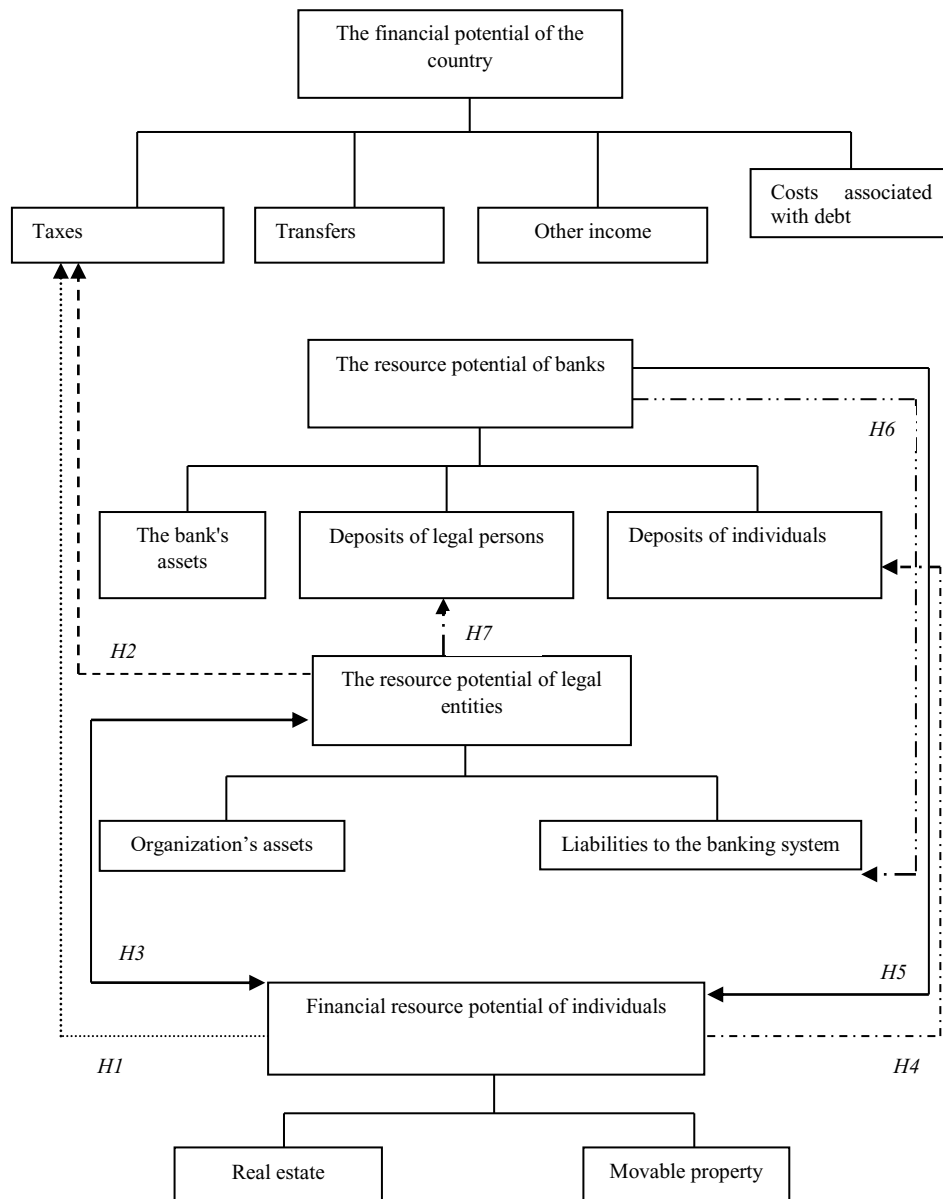 The financial potential of the
country
Taxes
Transfers
Other income
Costs associated
with debt
The resource potential of banks
H6
The bank's
assets
Deposits of legal persons
Deposits of individuals
H7
H2
The resource potential of legal
entities
Organization’s assets
Liabilities to the banking system
H3
H5
Financial resource potential of individuals
H1
H4
Real estate
Movable property